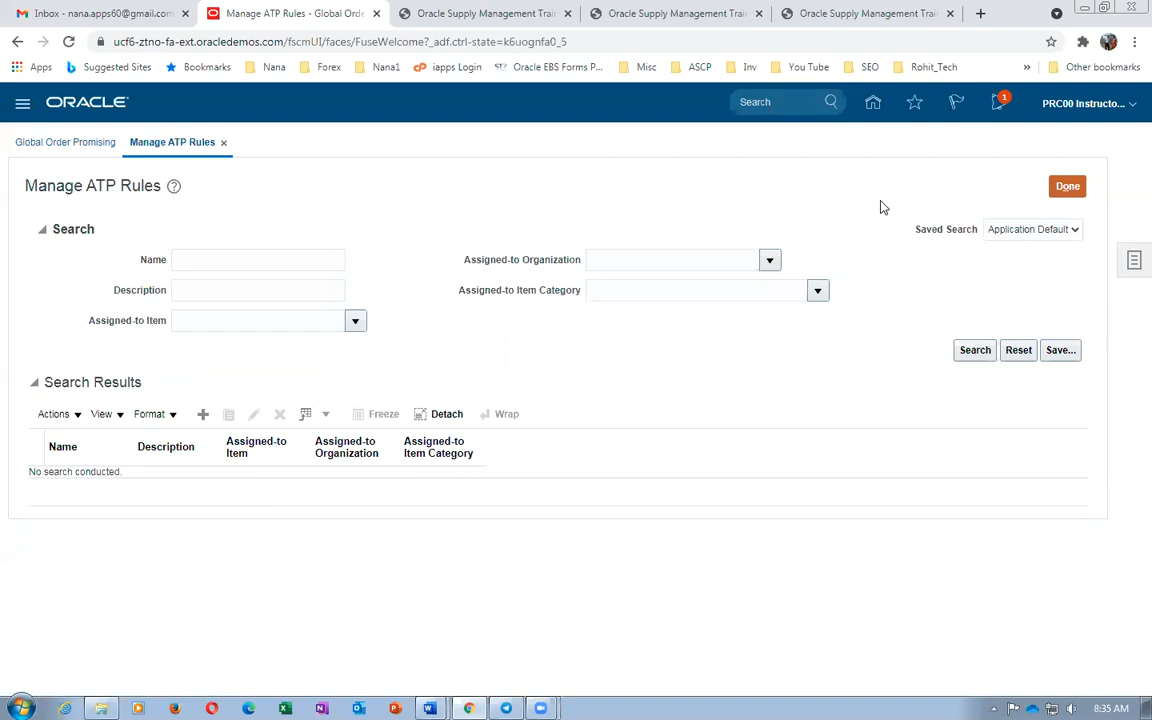 Inbox - nana.apps60@gmail.com
Manage ATP Rules - Global Orde
Oracle Supply Management Trai
Oracle Supply Management Trai
Oracle Supply Management Trai
ucf6-ztno-fa-ext.oracledemos.com/fscmUI/faces/FuseWelcome?_adf.ctrl-state=k6uognfa0_5
Apps
Suggested Sites
Bookmarks
Nana
Forex
Nana1
iapps Login
Oracle EBS Forms P...
Misc
ASCP
Inv
You Tube
SEO
Rohit_Tech
»
Other bookmarks
ORACLE
Search
1
PRC00 Instructo...
Global Order Promising
Manage ATP Rules
Manage ATP Rules
Done
Search
Saved Search
Application Default
Name
Assigned-to Organization
Description
Assigned-to Item Category
Assigned-to Item
Search
Reset
Save...
Search Results
Actions
View
Format
Freeze
Detach
Wrap
Name
Description
Assigned-to Item
Assigned-to Organization
Assigned-to Item Category
No search conducted.
8:35 AM